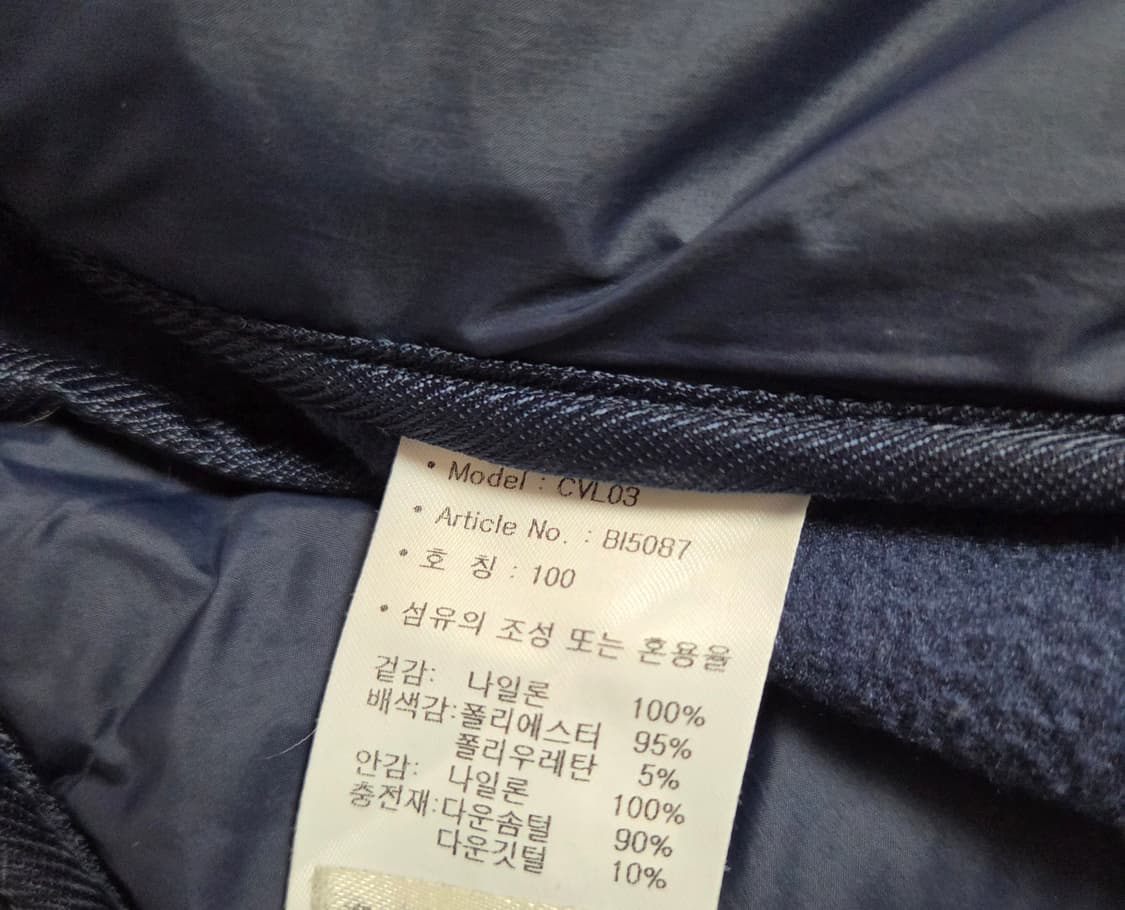 • Model : CVL03
• Article No. : BI5087
• 호 칭 : 100
• 섬유의 조성 또는 혼용율
겉감: 나일론 100%
배색감:폴리에스터 95%
폴리우레탄 5%
안감: 나일론 100%
충전재:다운솜털 90%
다운깃털 10%